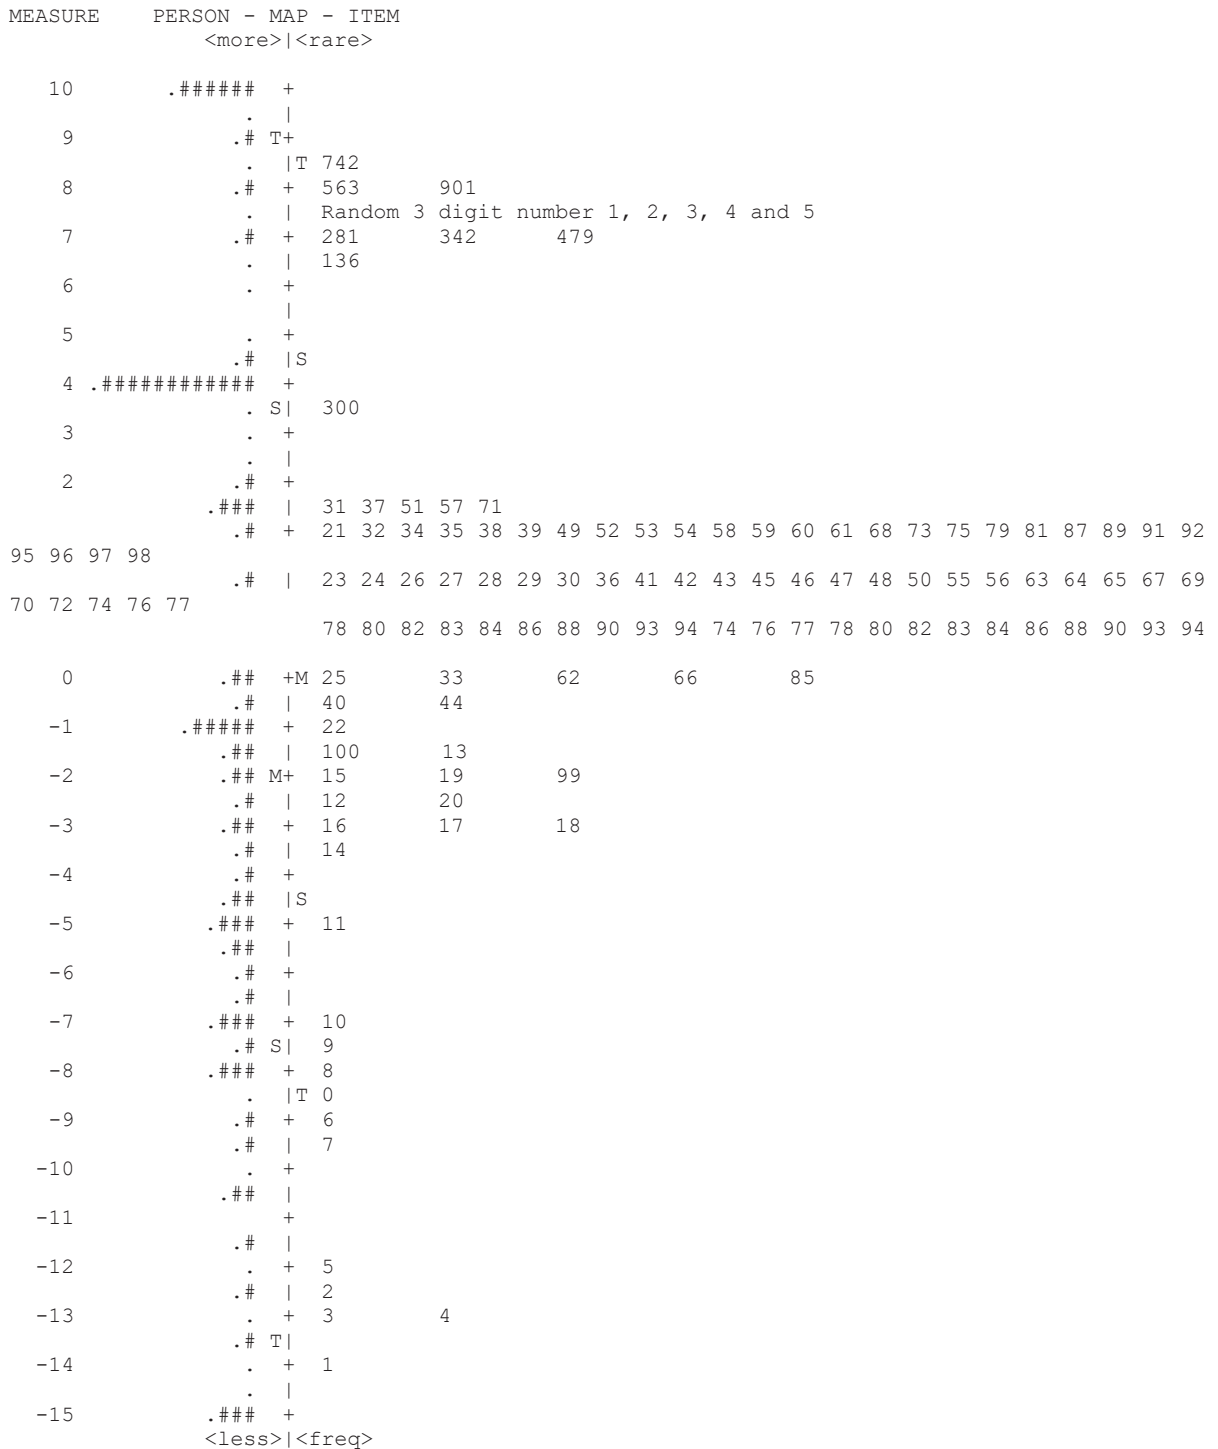 MEASURE    PERSON - MAP - ITEM
               <more>|<rare>
  10       .######  +
                 .  |
   9            .# T+
                 .  |T 742
   8            .#  +  563      901
                 .  |  Random 3 digit number 1, 2, 3, 4 and 5
   7            .#  +  281      342      479
                 .  |  136
   6             .  +
                    |
   5             .  +
                .#  |S
   4 .############  +
                 . S|  300
   3             .  +
                 .  |
   2            .#  +
              .###  |  31 37 51 57 71
                .#  +  21 32 34 35 38 39 49 52 53 54 58 59 60 61 68 73 75 79 81 87 89 91 92
95 96 97 98
                .#  |  23 24 26 27 28 29 30 36 41 42 43 45 46 47 48 50 55 56 63 64 65 67 69
70 72 74 76 77
                       78 80 82 83 84 86 88 90 93 94 74 76 77 78 80 82 83 84 86 88 90 93 94
   0           .##  +M 25       33       62       66       85
                .#  |  40       44
  -1        .#####  +  22
               .##  |  100      13
  -2           .## M+  15       19       99
                .#  |  12       20
  -3           .##  +  16       17       18
                .#  |  14
  -4            .#  +
               .##  |S
  -5          .###  +  11
               .##  |
  -6            .#  +
                .#  |
  -7          .###  +  10
                .# S|  9
  -8          .###  +  8
                 .  |T 0
  -9            .#  +  6
                .#  |  7
 -10             .  +
               .##  |
 -11                +
                .#  |
 -12             .  +  5
                .#  |  2
 -13             .  +  3        4
                .# T|
 -14             .  +  1
                 .  |
 -15          .###  +
              <less>|<freq>